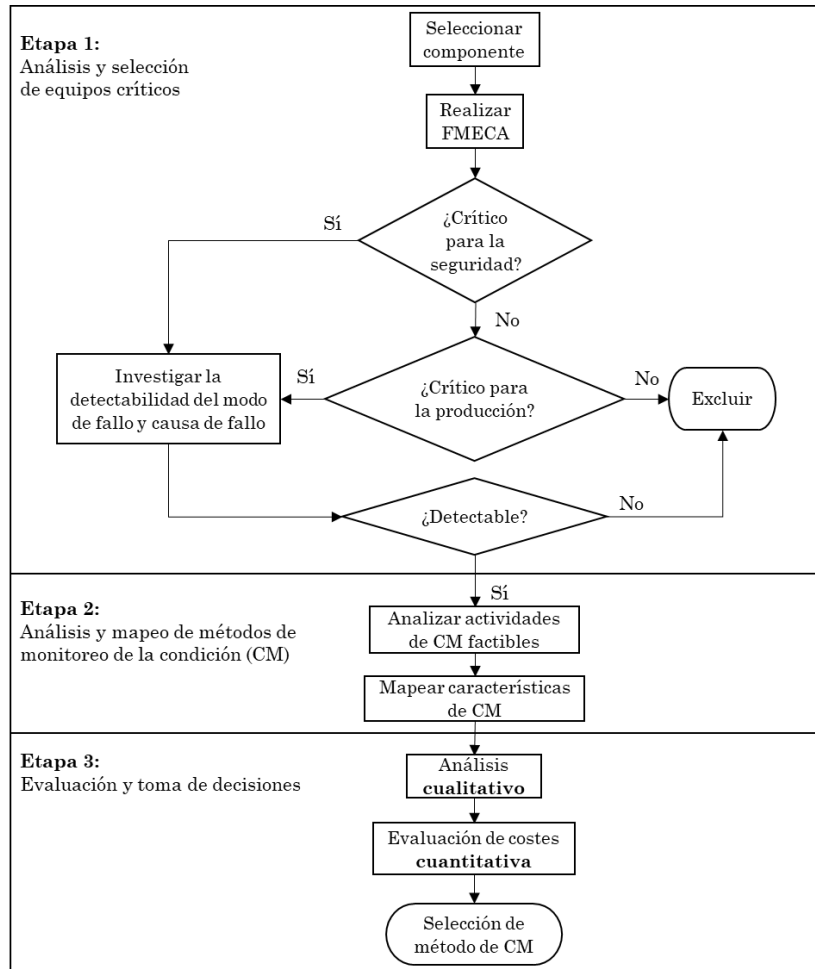 Etapa 1:
Análisis y selección
de equipos críticos
Seleccionar
componente
Realizar
FMECA
¿Crítico
para la
seguridad?
Sí
No
Investigar la
detectabilidad del modo
de fallo y causa de fallo
Sí
¿Crítico para
la producción?
No
Excluir
¿Detectable?
No
Sí
Etapa 2:
Análisis y mapeo de métodos de
monitoreo de la condición (CM)
Analizar actividades
de CM factibles
Mapear características
de CM
Etapa 3:
Evaluación y toma de decisiones
Análisis
cualitativo
Evaluación de costes
cuantitativa
Selección de
método de CM